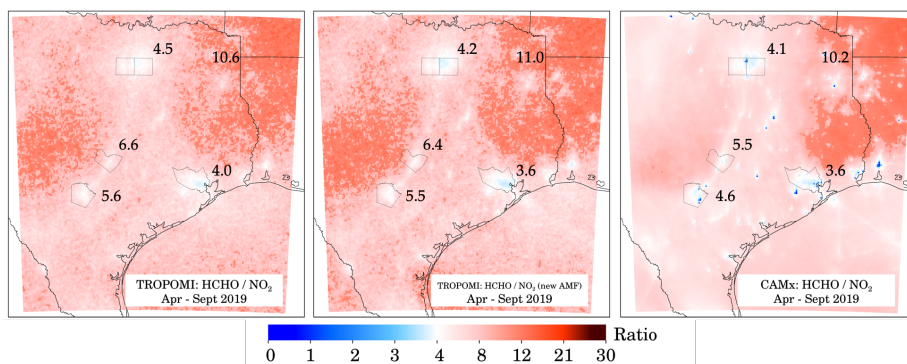 4.5
10.6
6.6
4.0
5.6
TROPOMI: HCHO / NO₂
Apr - Sept 2019
4.2
11.0
6.4
3.6
5.5
TROPOMI: HCHO / NO₂ (new AMF)
Apr - Sept 2019
4.1
10.2
5.5
3.6
4.6
CAMx: HCHO / NO₂
Apr - Sept 2019
Ratio
0 1 2 3 4 8 12 21 30